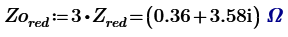 Zo_red := 3 • Z_red = (0.36 + 3.58i) Ω